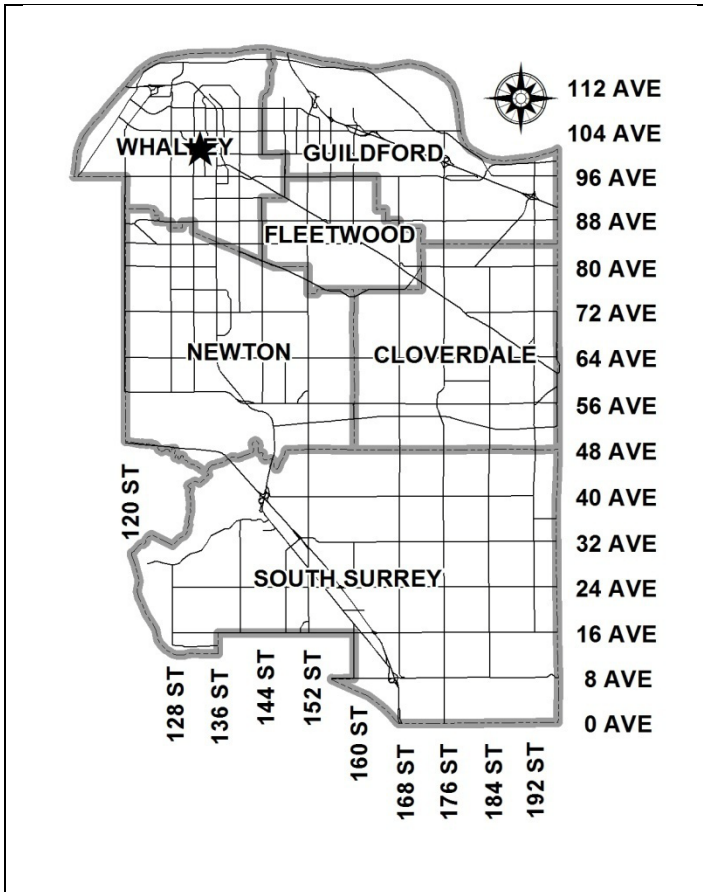 112 AVE
104 AVE
WHALLEY
GUILDFORD
96 AVE
88 AVE
FLEETWOOD
80 AVE
72 AVE
NEWTON
CLOVERDALE
64 AVE
56 AVE
48 AVE
120 ST
40 AVE
32 AVE
SOUTH SURREY
24 AVE
16 AVE
128 ST
136 ST
144 ST
152 ST
8 AVE
160 ST
0 AVE
168 ST
176 ST
184 ST
192 ST